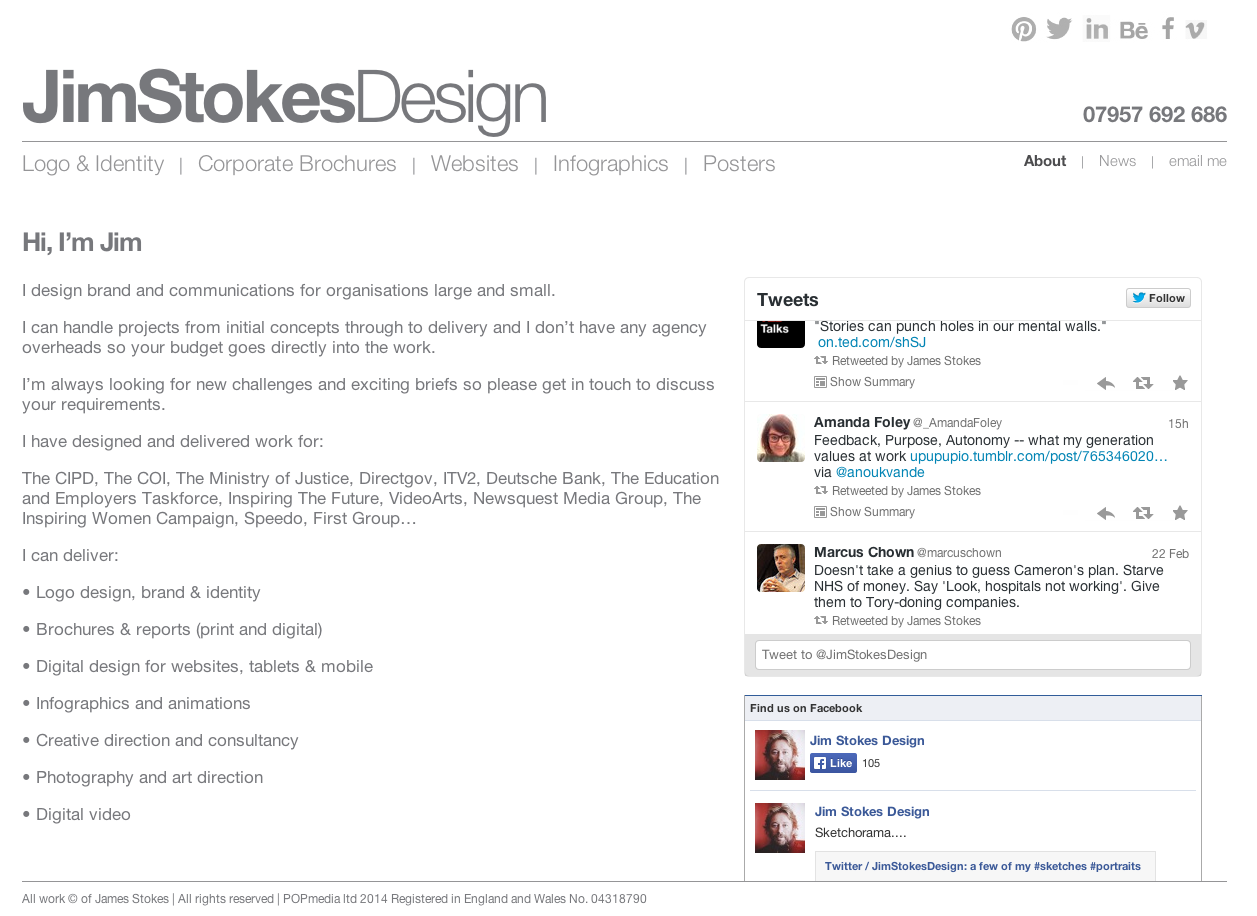 Bē
JimStokesDesign
07957 692 686
Logo & Identity | Corporate Brochures | Websites | Infographics | Posters
About | News | email me
Hi, I’m Jim
I design brand and communications for organisations large and small.
I can handle projects from initial concepts through to delivery and I don’t have any agency
overheads so your budget goes directly into the work.
I’m always looking for new challenges and exciting briefs so please get in touch to discuss
your requirements.
I have designed and delivered work for:
The CIPD, The COI, The Ministry of Justice, Directgov, ITV2, Deutsche Bank, The Education
and Employers Taskforce, Inspiring The Future, VideoArts, Newsquest Media Group, The
Inspiring Women Campaign, Speedo, First Group…
I can deliver:
• Logo design, brand & identity
• Brochures & reports (print and digital)
• Digital design for websites, tablets & mobile
• Infographics and animations
• Creative direction and consultancy
• Photography and art direction
• Digital video
Tweets
Follow
Talks
"Stories can punch holes in our mental walls."
on.ted.com/shSJ
Retweeted by James Stokes
Show Summary
Amanda Foley @_AmandaFoley 15h
Feedback, Purpose, Autonomy -- what my generation
values at work upupupio.tumblr.com/post/765346020…
via @anoukvande
Retweeted by James Stokes
Show Summary
Marcus Chown @marcuschown 22 Feb
Doesn't take a genius to guess Cameron's plan. Starve
NHS of money. Say 'Look, hospitals not working'. Give
them to Tory-doning companies.
Retweeted by James Stokes
Tweet to @JimStokesDesign
Find us on Facebook
Jim Stokes Design
Like 105
Jim Stokes Design
Sketchorama....
Twitter / JimStokesDesign: a few of my #sketches #portraits
All work © of James Stokes | All rights reserved | POPmedia ltd 2014 Registered in England and Wales No. 04318790